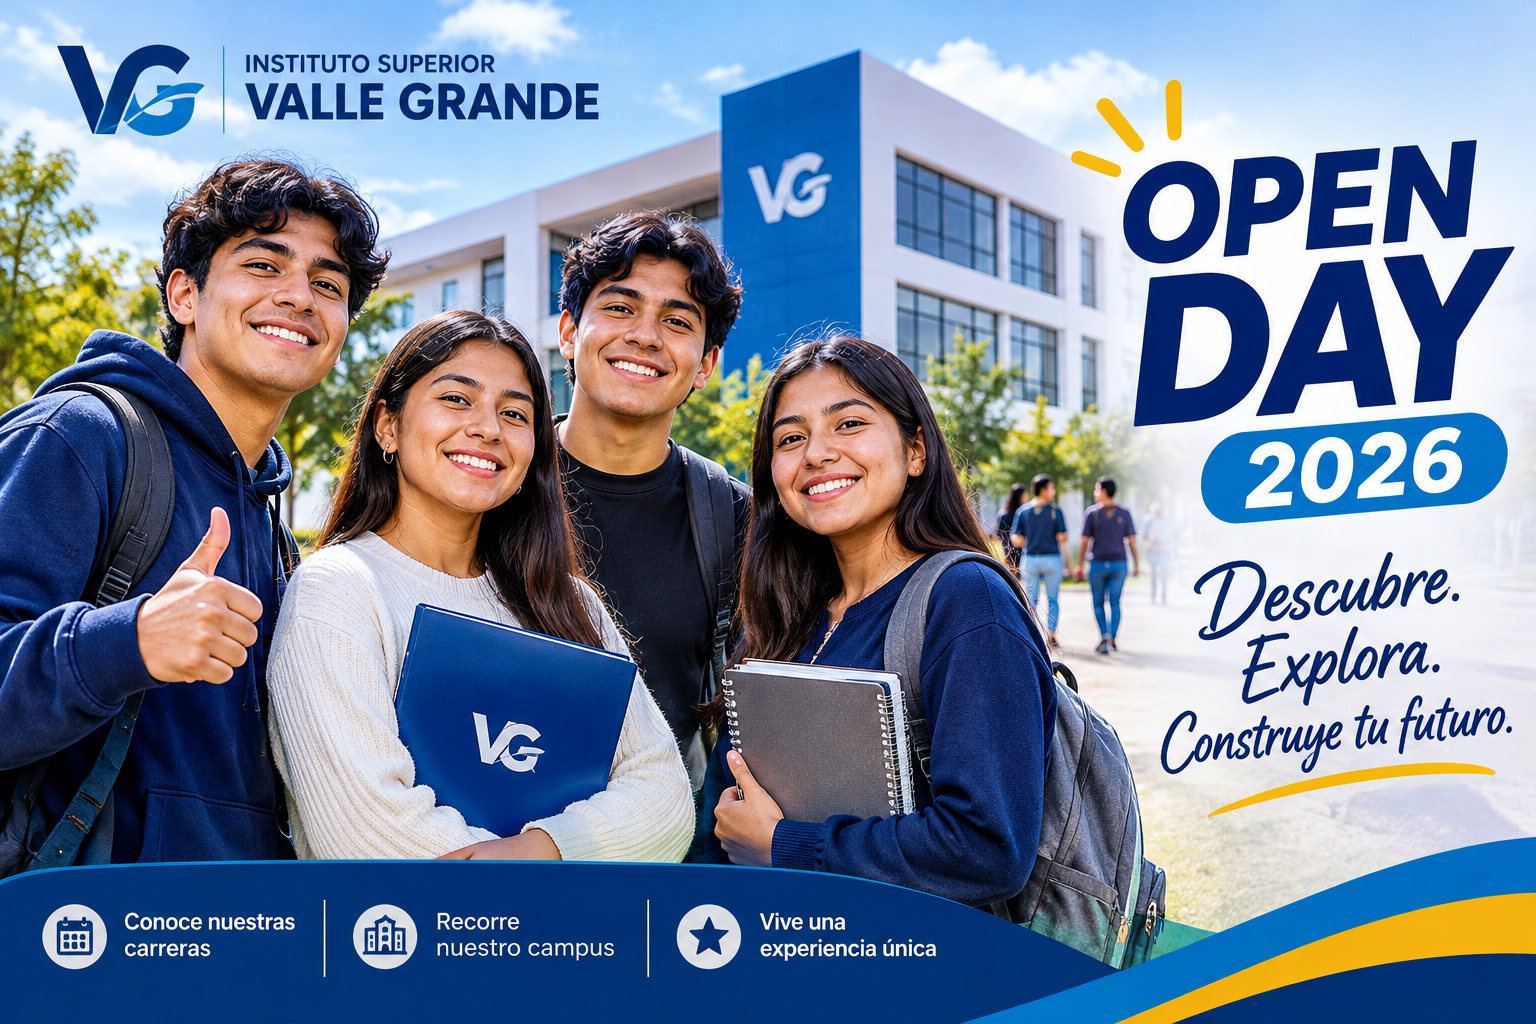 VG
INSTITUTO SUPERIOR
VALLE GRANDE
VG
OPEN
DAY
2026
Descubre.
Explora.
Construye tu futuro.
VG
Conoce nuestras
carreras
Recorre
nuestro campus
Vive una
experiencia única